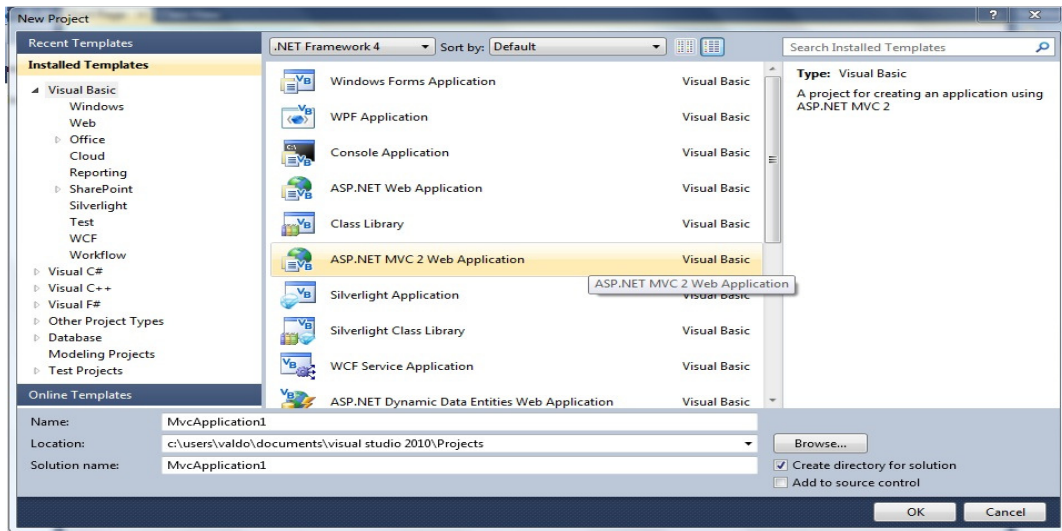 New Project
Recent Templates
Installed Templates
Visual Basic
Windows
Web
Office
Cloud
Reporting
SharePoint
Silverlight
Test
WCF
Workflow
Visual C#
Visual C++
Visual F#
Other Project Types
Database
Modeling Projects
Test Projects
Online Templates
.NET Framework 4
Sort by: Default
Windows Forms Application Visual Basic
WPF Application Visual Basic
Console Application Visual Basic
ASP.NET Web Application Visual Basic
Class Library Visual Basic
ASP.NET MVC 2 Web Application Visual Basic
ASP.NET MVC 2 Web Application
Silverlight Application Visual Basic
Silverlight Class Library Visual Basic
WCF Service Application Visual Basic
ASP.NET Dynamic Data Entities Web Application Visual Basic
Search Installed Templates
Type: Visual Basic
A project for creating an application using
ASP.NET MVC 2
Name: MvcApplication1
Location: c:\users\valdo\documents\visual studio 2010\Projects
Browse...
Solution name: MvcApplication1
Create directory for solution
Add to source control
OK Cancel